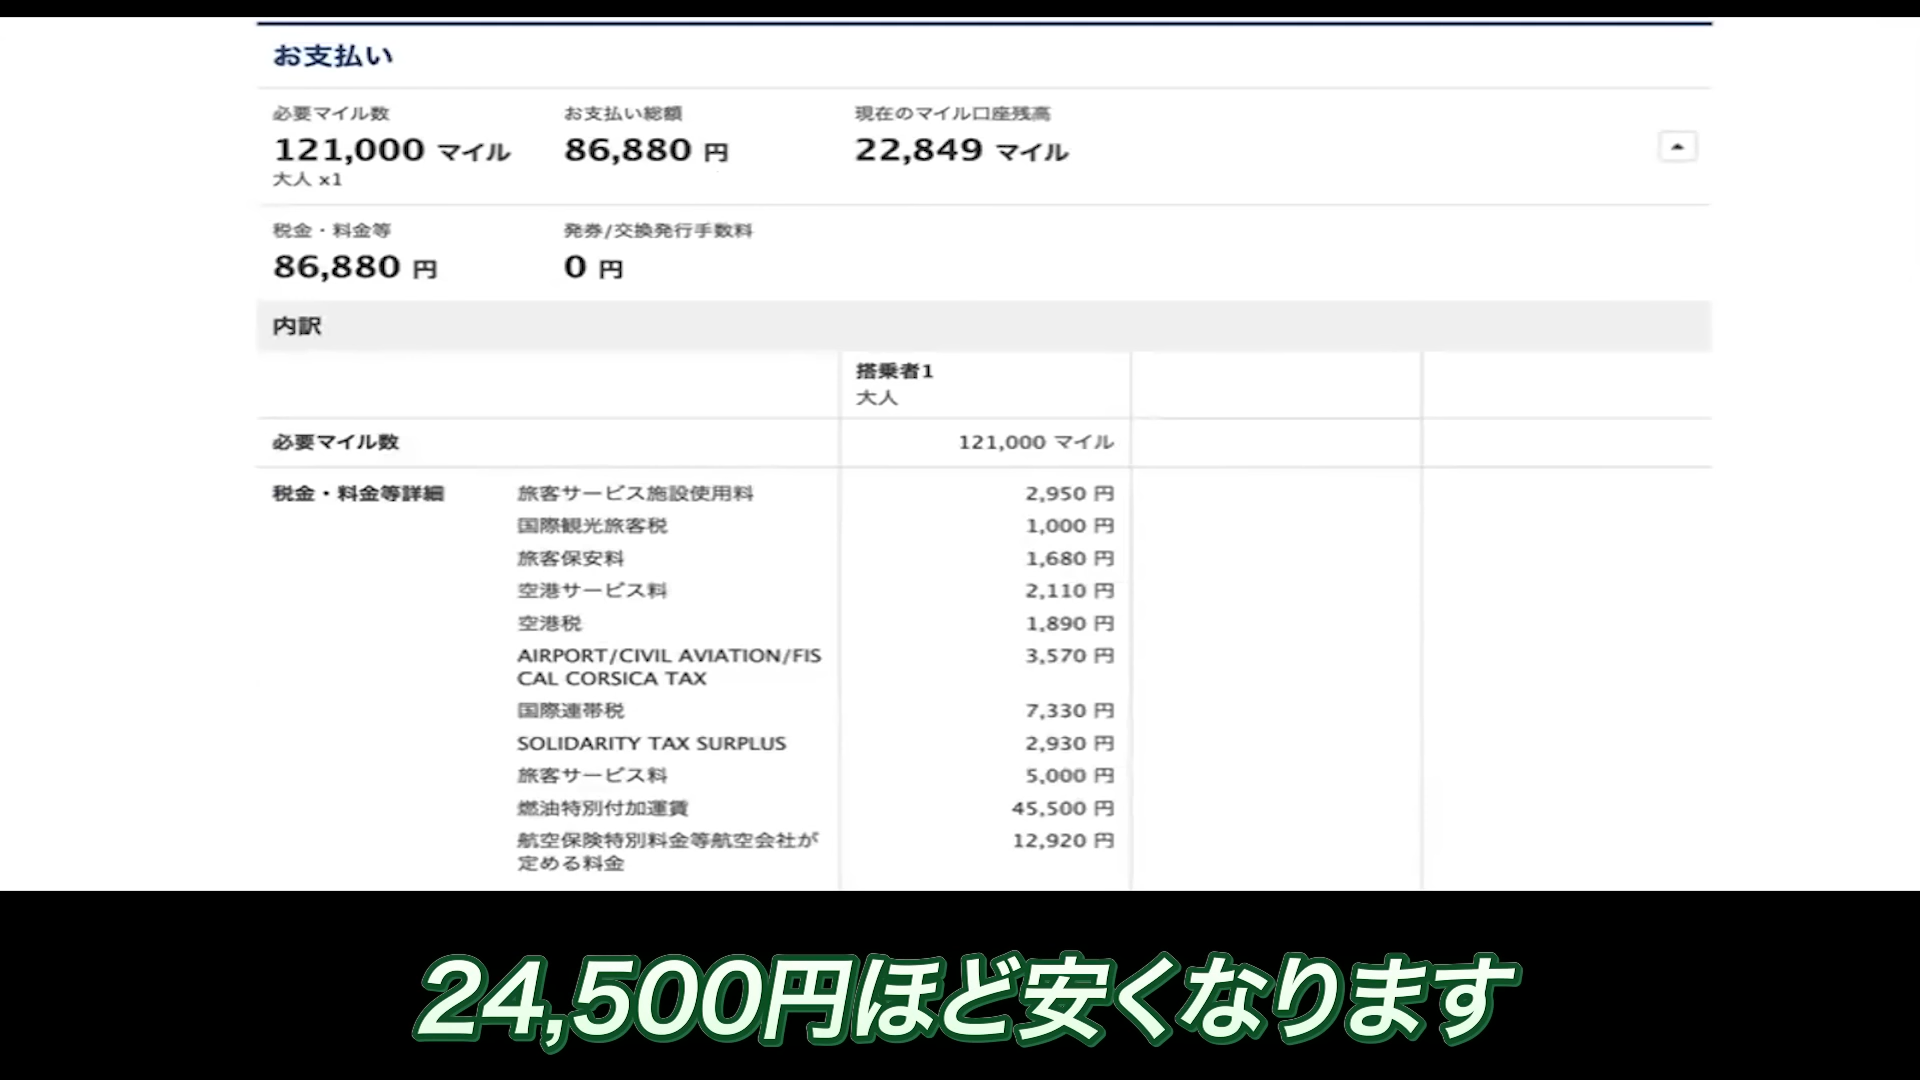 お支払い
必要マイル数 お支払い総額 現在のマイル口座残高
121,000 マイル 86,880 円 22,849 マイル
大人 x1
税金・料金等 発券/交換発行手数料
86,880 円 0 円
内訳
搭乗者1
大人
必要マイル数 121,000 マイル
税金・料金等詳細 旅客サービス施設使用料 2,950 円
国際観光旅客税 1,000 円
旅客保安料 1,680 円
空港サービス料 2,110 円
空港税 1,890 円
AIRPORT/CIVIL AVIATION/FIS 3,570 円
CAL CORSICA TAX
国際連帯税 7,330 円
SOLIDARITY TAX SURPLUS 2,930 円
旅客サービス料 5,000 円
燃油特別付加運賃 45,500 円
航空保険特別料金等航空会社が 12,920 円
定める料金
24,500円ほど安くなります